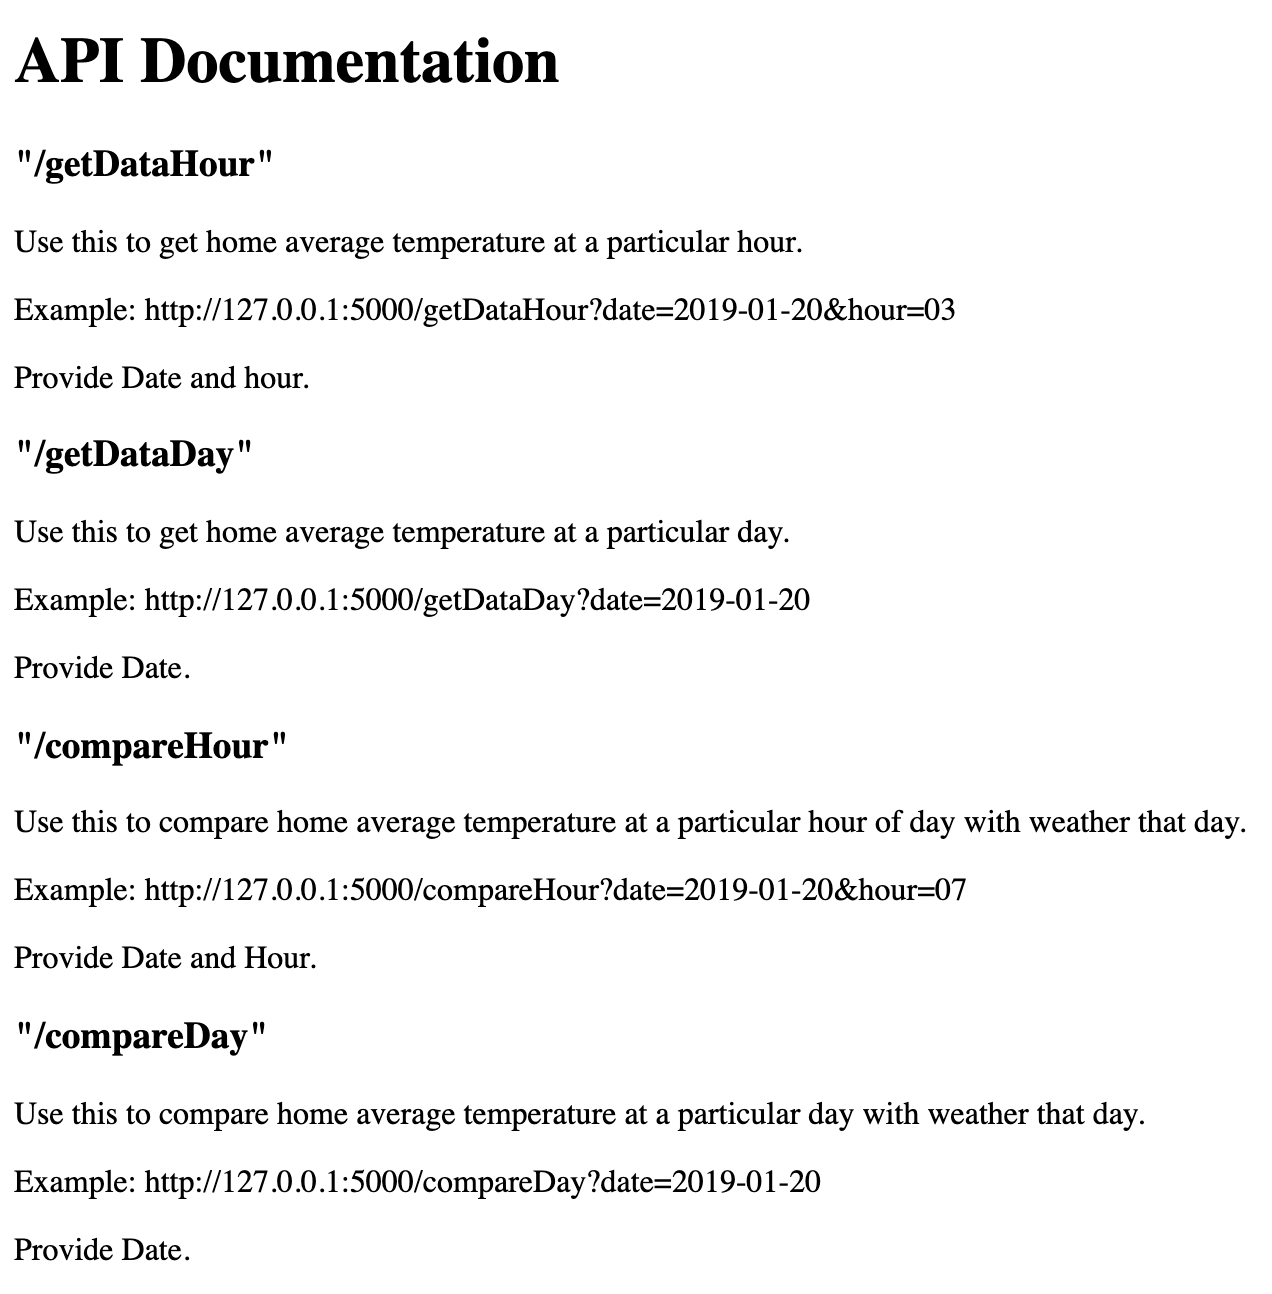 API Documentation
"/getDataHour"
Use this to get home average temperature at a particular hour.
Example: http://127.0.0.1:5000/getDataHour?date=2019-01-20&hour=03
Provide Date and hour.
"/getDataDay"
Use this to get home average temperature at a particular day.
Example: http://127.0.0.1:5000/getDataDay?date=2019-01-20
Provide Date.
"/compareHour"
Use this to compare home average temperature at a particular hour of day with weather that day.
Example: http://127.0.0.1:5000/compareHour?date=2019-01-20&hour=07
Provide Date and Hour.
"/compareDay"
Use this to compare home average temperature at a particular day with weather that day.
Example: http://127.0.0.1:5000/compareDay?date=2019-01-20
Provide Date.